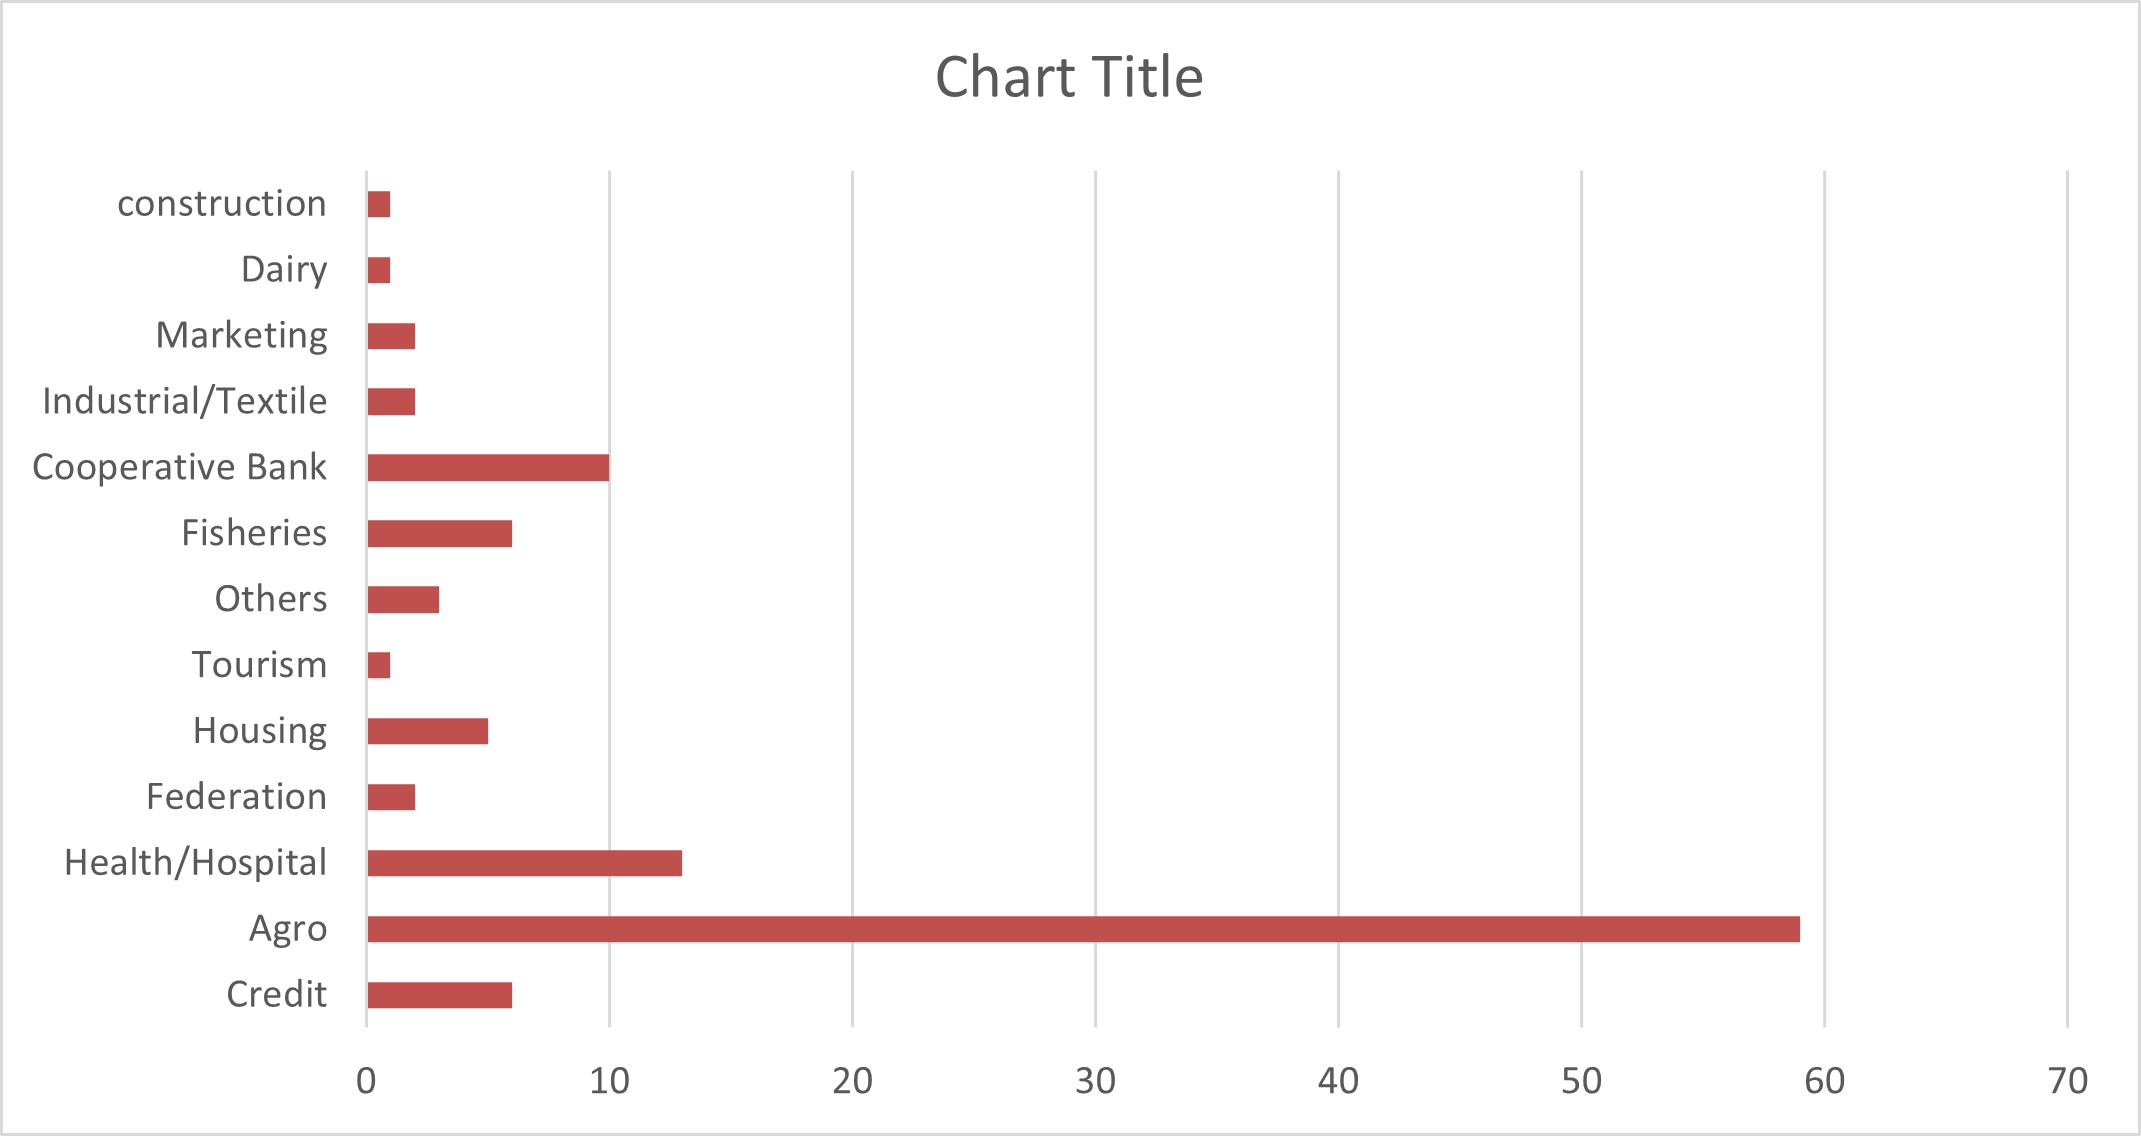 Chart Title
construction
Dairy
Marketing
Industrial/Textile
Cooperative Bank
Fisheries
Others
Tourism
Housing
Federation
Health/Hospital
Agro
Credit
0 10 20 30 40 50 60 70